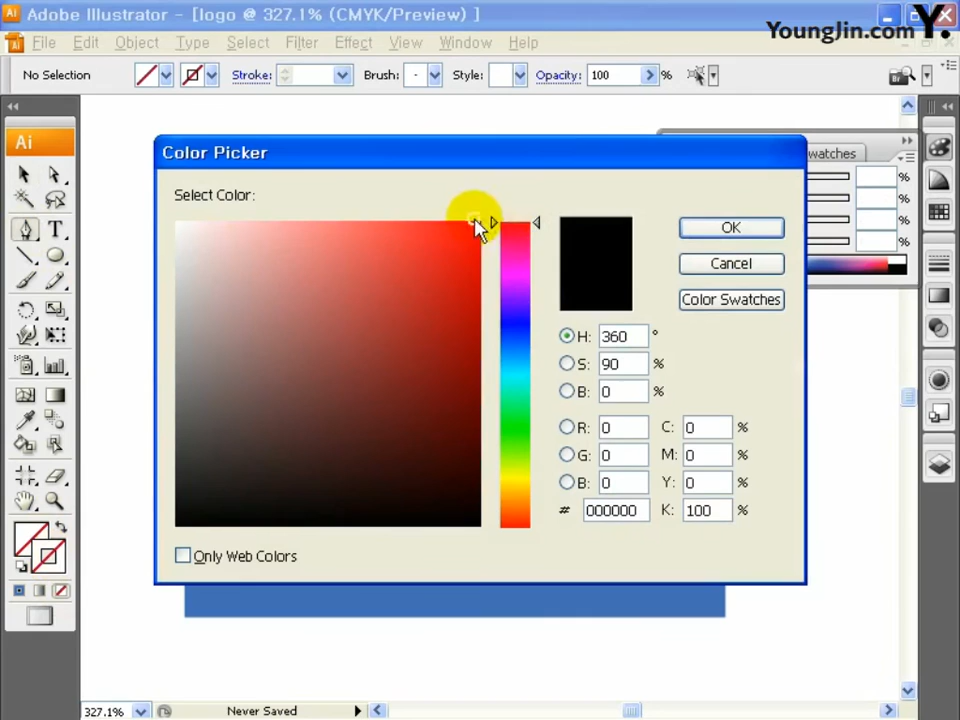 Adobe Illustrator - [logo @ 327.1% (CMYK/Preview) ]
YoungJin.com Y.
File Edit Object Type Select Filter Effect View Window Help
No Selection Stroke: Brush: Style: Opacity: 100 %
Ai
Color Picker
watches
Select Color:
%
%
%
OK
Cancel
Color Swatches
H: 360 °
S: 90 %
B: 0 %
R: 0 C: 0 %
G: 0 M: 0 %
B: 0 Y: 0 %
# 000000 K: 100 %
Only Web Colors
327.1% Never Saved